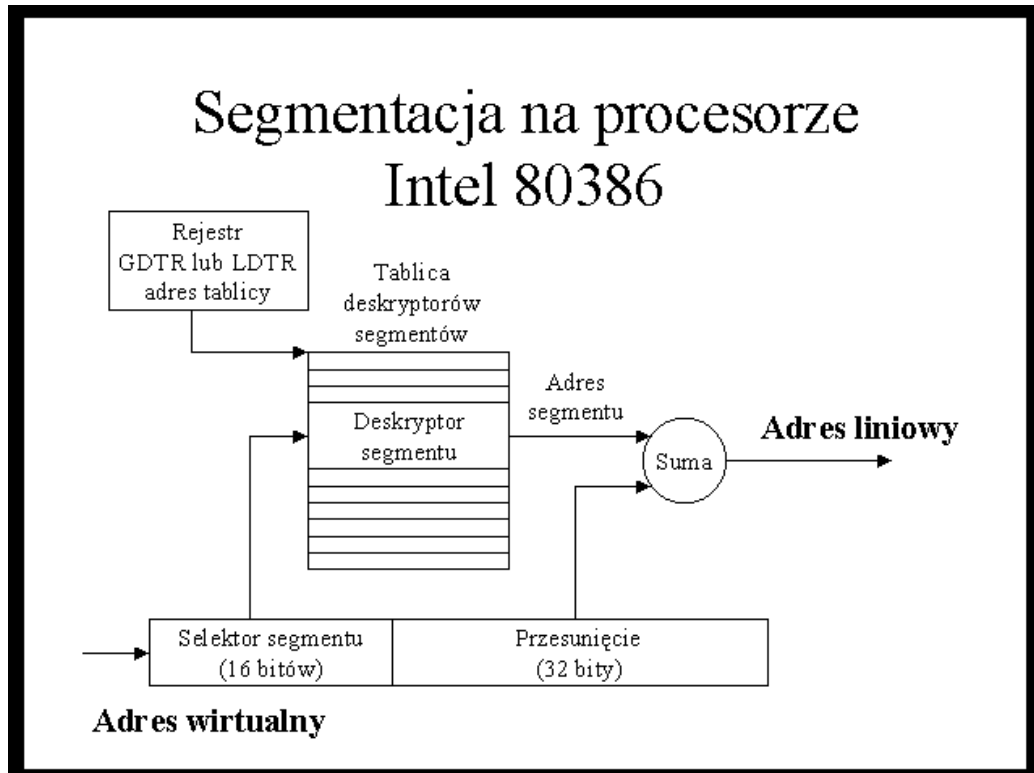 Segmentacja na procesorze
Intel 80386
Rejestr
GDTR lub LDTR
adres tablicy
Tablica
deskryptorów
segmentów
Deskryptor
segmentu
Adres
segmentu
Suma
Adres liniowy
Selektor segmentu
(16 bitów)
Przesunięcie
(32 bity)
Adres wirtualny